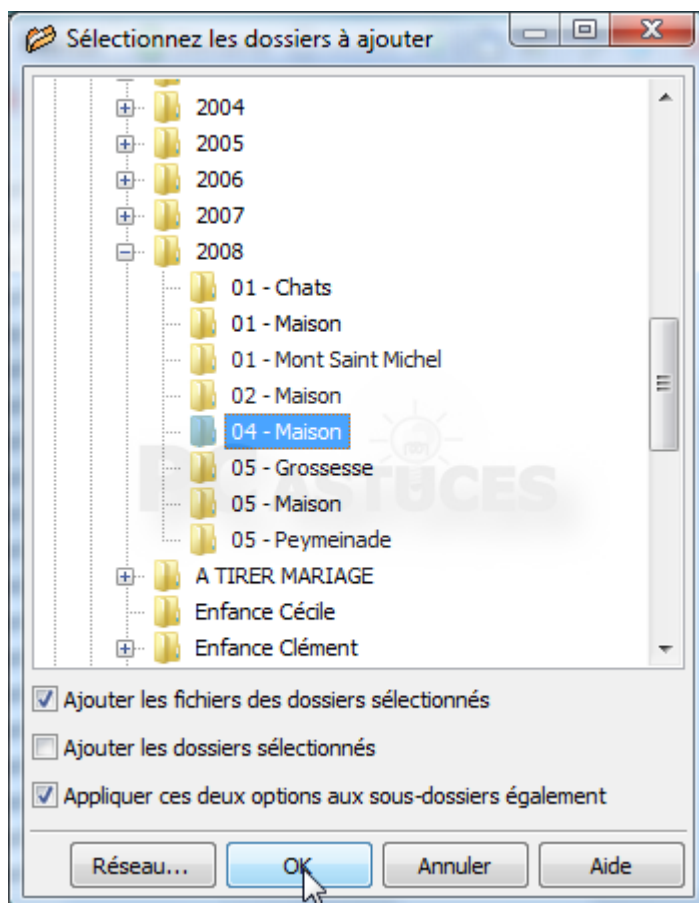 Sélectionnez les dossiers à ajouter
2004
2005
2006
2007
2008
01 - Chats
01 - Maison
01 - Mont Saint Michel
02 - Maison
04 - Maison
05 - Grossesse
05 - Maison
05 - Peymeinade
A TIRER MARIAGE
Enfance Cécile
Enfance Clément
Ajouter les fichiers des dossiers sélectionnés
Ajouter les dossiers sélectionnés
Appliquer ces deux options aux sous-dossiers également
Réseau... OK Annuler Aide
PC ASTUCES